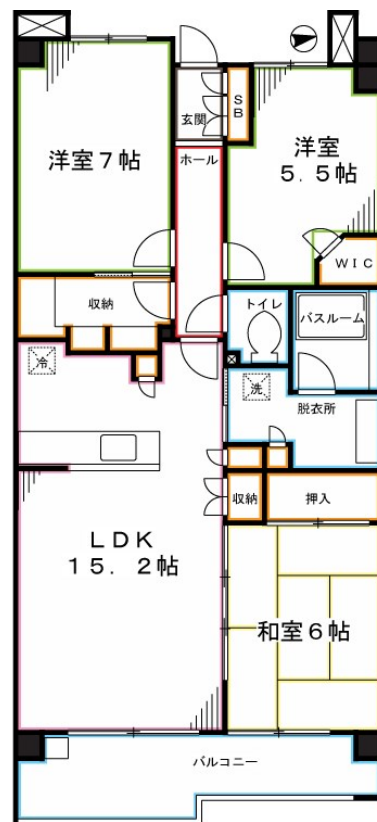 玄関
SB
洋室7帖
ホール
洋室
5.5帖
WIC
収納
トイレ
バスルーム
冷
洗
脱衣所
収納
押入
LDK
15.2帖
和室6帖
バルコニー